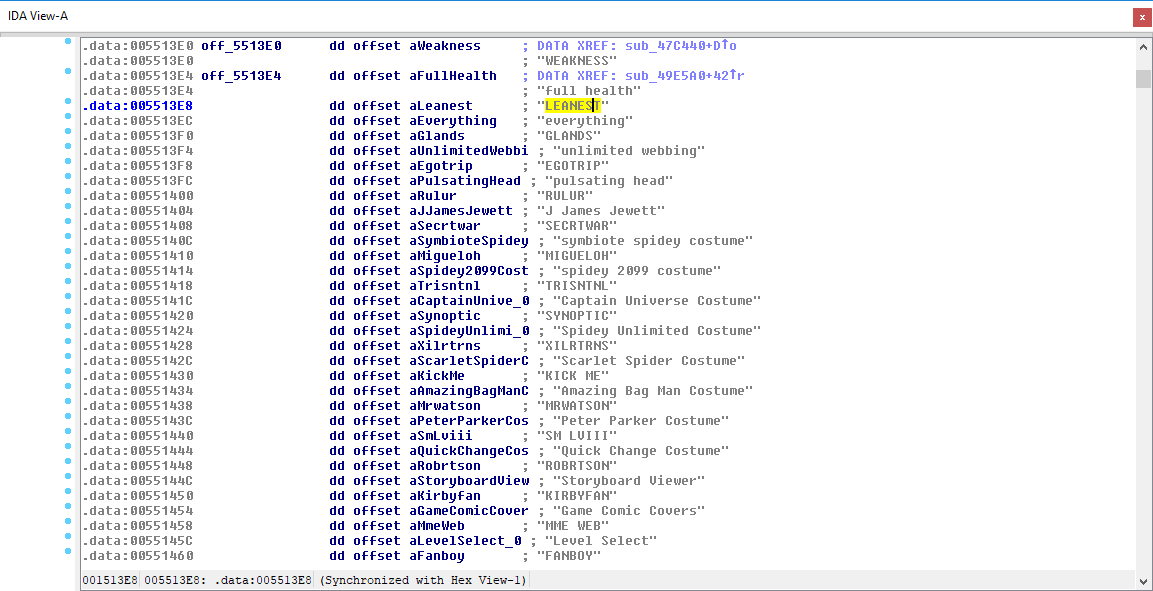 IDA View-A
x
.data:005513E0 off_5513E0 dd offset aWeakness ; DATA XREF: sub_47C440+D↑o
.data:005513E0 ; "WEAKNESS"
.data:005513E4 off_5513E4 dd offset aFullHealth ; DATA XREF: sub_49E5A0+42↑r
.data:005513E4 ; "full health"
.data:005513E8 dd offset aLeanest ; "LEANEST"
.data:005513EC dd offset aEverything ; "everything"
.data:005513F0 dd offset aGlands ; "GLANDS"
.data:005513F4 dd offset aUnlimitedWebbi ; "unlimited webbing"
.data:005513F8 dd offset aEgotrip ; "EGOTRIP"
.data:005513FC dd offset aPulsatingHead ; "pulsating head"
.data:00551400 dd offset aRulur ; "RULUR"
.data:00551404 dd offset aJJamesJewett ; "J James Jewett"
.data:00551408 dd offset aSecrtwar ; "SECRTWAR"
.data:0055140C dd offset aSymbioteSpidey ; "symbiote spidey costume"
.data:00551410 dd offset aMigueloh ; "MIGUELOH"
.data:00551414 dd offset aSpidey2099Cost ; "spidey 2099 costume"
.data:00551418 dd offset aTrisntnl ; "TRISNTNL"
.data:0055141C dd offset aCaptainUnive_0 ; "Captain Universe Costume"
.data:00551420 dd offset aSynoptic ; "SYNOPTIC"
.data:00551424 dd offset aSpideyUnlimi_0 ; "Spidey Unlimited Costume"
.data:00551428 dd offset aXilrtrns ; "XILRTRNS"
.data:0055142C dd offset aScarletSpiderC ; "Scarlet Spider Costume"
.data:00551430 dd offset aKickMe ; "KICK ME"
.data:00551434 dd offset aAmazingBagManC ; "Amazing Bag Man Costume"
.data:00551438 dd offset aMrwatson ; "MRWATSON"
.data:0055143C dd offset aPeterParkerCos ; "Peter Parker Costume"
.data:00551440 dd offset aSmLviii ; "SM LVIII"
.data:00551444 dd offset aQuickChangeCos ; "Quick Change Costume"
.data:00551448 dd offset aRobrtson ; "ROBRTSON"
.data:0055144C dd offset aStoryboardView ; "Storyboard Viewer"
.data:00551450 dd offset aKirbyfan ; "KIRBYFAN"
.data:00551454 dd offset aGameComicCover ; "Game Comic Covers"
.data:00551458 dd offset aMmeWeb ; "MME WEB"
.data:0055145C dd offset aLevelSelect_0 ; "Level Select"
.data:00551460 dd offset aFanboy ; "FANBOY"
001513E8 005513E8: .data:005513E8 (Synchronized with Hex View-1)